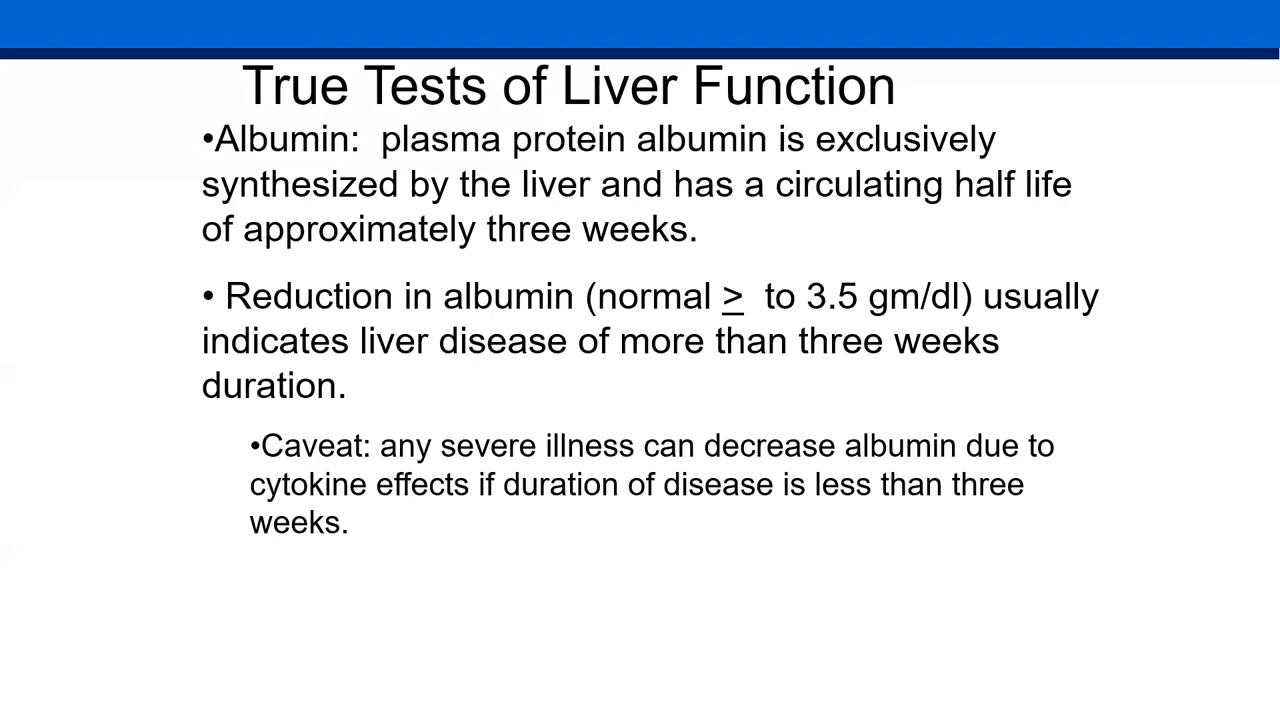 True Tests of Liver Function
•Albumin:  plasma protein albumin is exclusively
synthesized by the liver and has a circulating half life
of approximately three weeks.
• Reduction in albumin (normal >  to 3.5 gm/dl) usually
indicates liver disease of more than three weeks
duration.
•Caveat: any severe illness can decrease albumin due to
cytokine effects if duration of disease is less than three
weeks.